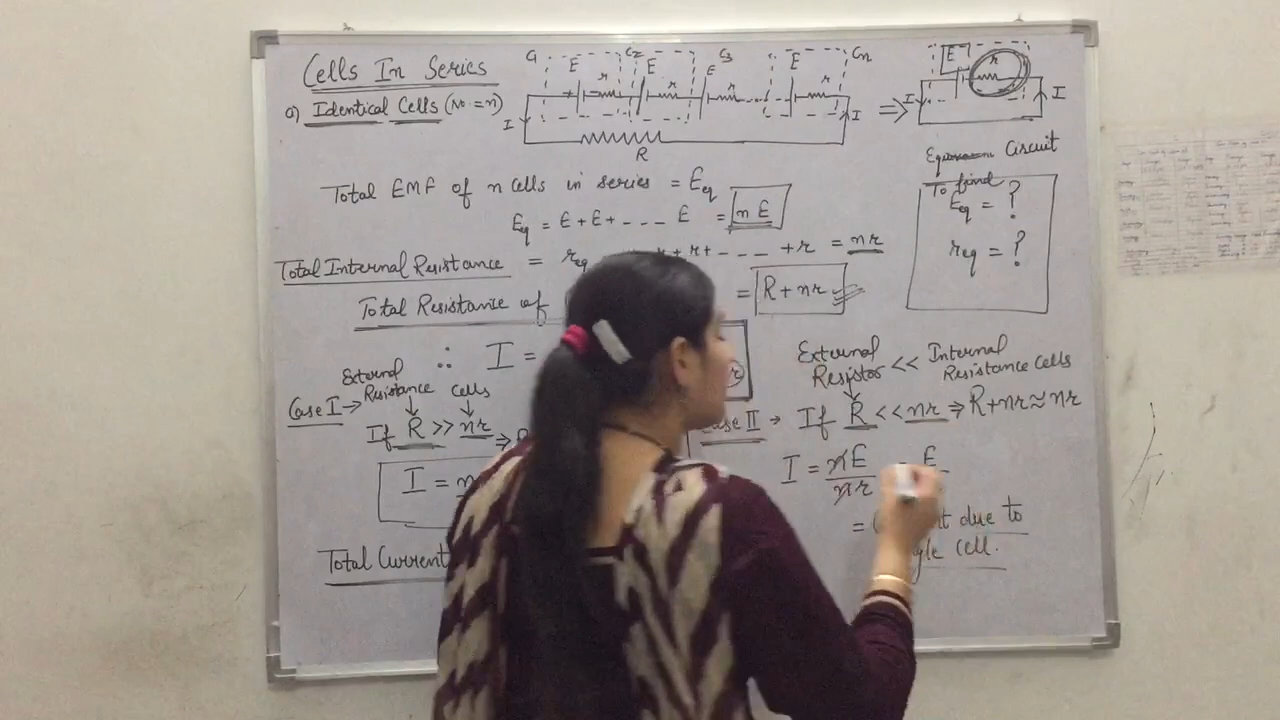 Cells In Series
a) Identical Cells (No. = n)
C1 C2 C3 Cn
E r E r E E r
I I
R
⇒
E r
I I
Circuit
To find
Eeq = ?
req = ?
Total EMF of n cells in series = Eeq
Eeq = E + E + - - - E = nE
Total Internal Resistance = req r + r + - - - + r = nr
Total Resistance of = R + nr
∴ I =
Case I → External Resistance cells
If R >> nr ⇒
I = n
Total Current
External Resistor << Internal Resistance cells
Case II → If R << nr ⇒ R + nr ≈ nr
I = nE/nr = E
= due to
cell.